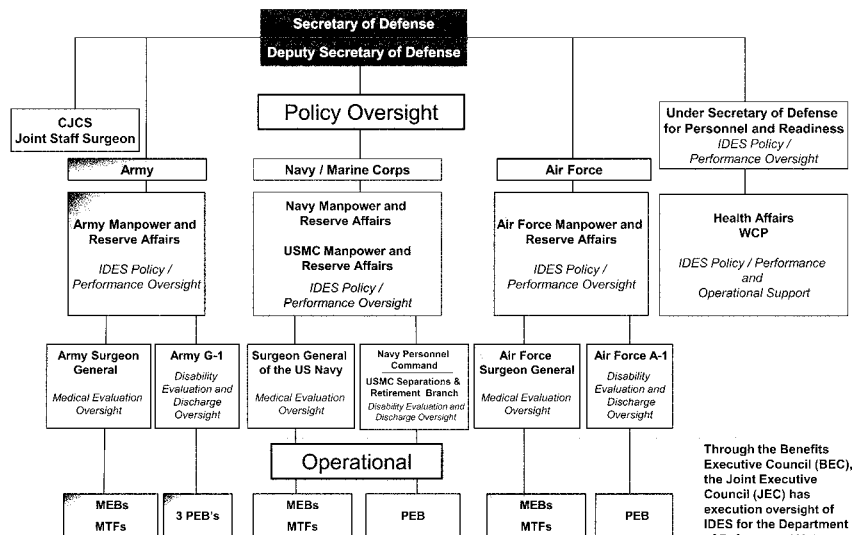 Secretary of Defense
Deputy Secretary of Defense
Policy Oversight
CJCS
Joint Staff Surgeon
Under Secretary of Defense
for Personnel and Readiness
IDES Policy /
Performance Oversight
Army
Navy / Marine Corps
Air Force
Army Manpower and
Reserve Affairs
IDES Policy /
Performance Oversight
Navy Manpower and
Reserve Affairs
USMC Manpower and
Reserve Affairs
IDES Policy /
Performance Oversight
Air Force Manpower and
Reserve Affairs
IDES Policy /
Performance Oversight
Health Affairs
WCP
IDES Policy / Performance
and
Operational Support
Army Surgeon
General
Medical Evaluation
Oversight
Army G-1
Disability
Evaluation and
Discharge
Oversight
Surgeon General
of the US Navy
Medical Evaluation
Oversight
Navy Personnel
Command
USMC Separations &
Retirement Branch
Disability Evaluation and
Discharge Oversight
Air Force
Surgeon General
Medical Evaluation
Oversight
Air Force A-1
Disability
Evaluation and
Discharge
Oversight
Operational
MEBs
MTFs
3 PEB's
MEBs
MTFs
PEB
MEBs
MTFs
PEB
Through the Benefits
Executive Council (BEC),
the Joint Executive
Council (JEC) has
execution oversight of
IDES for the Department